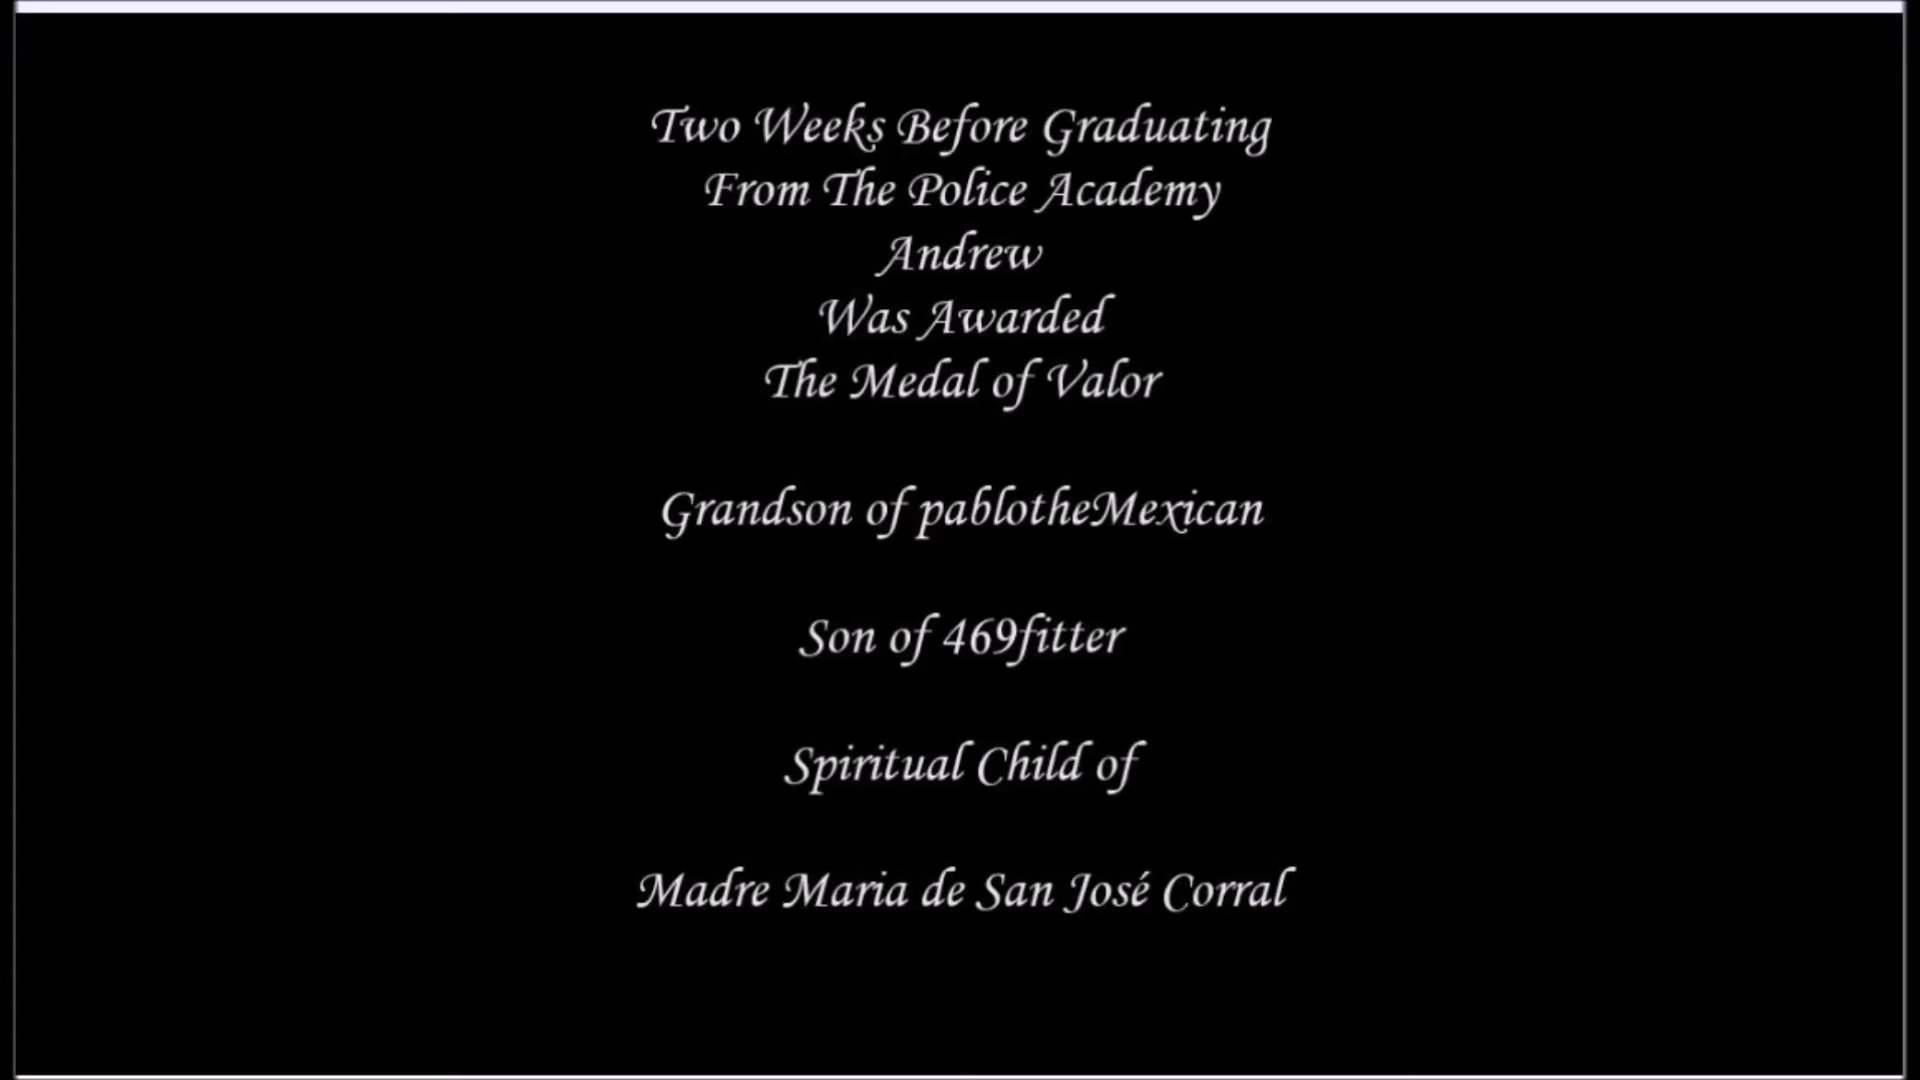 Two Weeks Before Graduating
From The Police Academy
Andrew
Was Awarded
The Medal of Valor
Grandson of pablotheMexican
Son of 469fitter
Spiritual Child of
Madre Maria de San José Corral